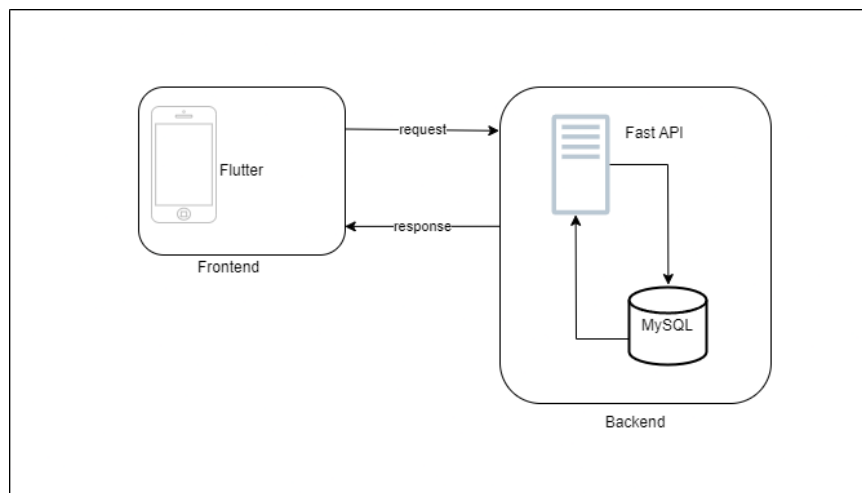 request
Fast API
Flutter
response
Frontend
MySQL
Backend